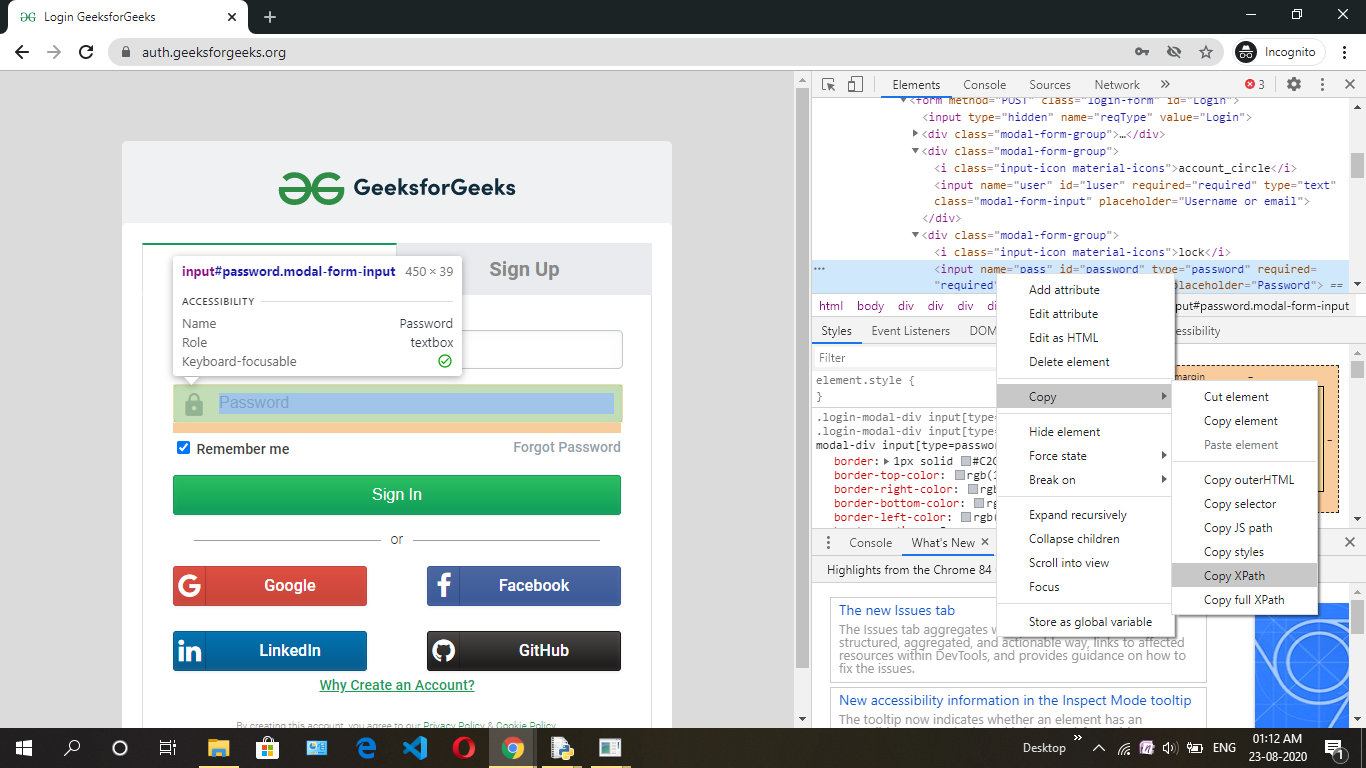 Login GeeksforGeeks
auth.geeksforgeeks.org
Incognito
GeeksforGeeks
Sign Up
input#password.modal-form-input 450 × 39
ACCESSIBILITY
Name Password
Role textbox
Keyboard-focusable
Password
Remember me Forgot Password
Sign In
or
Google Facebook
LinkedIn GitHub
Why Create an Account?
By creating this account, you agree to our Privacy Policy & Cookie Policy
Elements Console Sources Network » 3
<form method="POST" class="login-form" id="Login">
<input type="hidden" name="reqType" value="Login">
<div class="modal-form-group">…</div>
<div class="modal-form-group">
<i class="input-icon material-icons">account_circle</i>
<input name="user" id="luser" required="required" type="text"
class="modal-form-input" placeholder="Username or email">
</div>
<div class="modal-form-group">
<i class="input-icon material-icons">lock</i>
<input name="pass" id="password" type="password" required=
"required" placeholder="Password"> ==
html body div div div di put#password.modal-form-input
Styles Event Listeners DOM essibility
Filter
element.style {
}
.login-modal-div input[type=
.login-modal-div input[type=
modal-div input[type=passwor
border: 1px solid #C2C
border-top-color: rgb(1
border-right-color: rgb
border-bottom-color: rg
border-left-color: rgb(
margin –
–
Add attribute
Edit attribute
Edit as HTML
Delete element
Copy
Hide element
Force state
Break on
Expand recursively
Collapse children
Scroll into view
Focus
Store as global variable
Cut element
Copy element
Paste element
Copy outerHTML
Copy selector
Copy JS path
Copy styles
Copy XPath
Copy full XPath
Console What's New
Highlights from the Chrome 84
The new Issues tab
The Issues tab aggregates w
structured, aggregated, and actionable way, links to affected
resources within DevTools, and provides guidance on how to
fix the issues.
New accessibility information in the Inspect Mode tooltip
The tooltip now indicates whether an element has an
Desktop » ENG 01:12 AM
23-08-2020 1